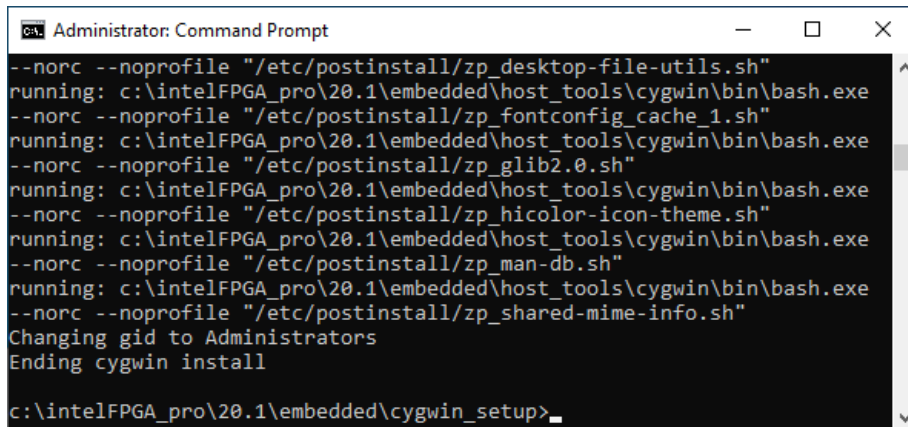 Administrator: Command Prompt
--norc --noprofile "/etc/postinstall/zp_desktop-file-utils.sh"
running: c:\intelFPGA_pro\20.1\embedded\host_tools\cygwin\bin\bash.exe
--norc --noprofile "/etc/postinstall/zp_fontconfig_cache_1.sh"
running: c:\intelFPGA_pro\20.1\embedded\host_tools\cygwin\bin\bash.exe
--norc --noprofile "/etc/postinstall/zp_glib2.0.sh"
running: c:\intelFPGA_pro\20.1\embedded\host_tools\cygwin\bin\bash.exe
--norc --noprofile "/etc/postinstall/zp_hicolor-icon-theme.sh"
running: c:\intelFPGA_pro\20.1\embedded\host_tools\cygwin\bin\bash.exe
--norc --noprofile "/etc/postinstall/zp_man-db.sh"
running: c:\intelFPGA_pro\20.1\embedded\host_tools\cygwin\bin\bash.exe
--norc --noprofile "/etc/postinstall/zp_shared-mime-info.sh"
Changing gid to Administrators
Ending cygwin install
c:\intelFPGA_pro\20.1\embedded\cygwin_setup>